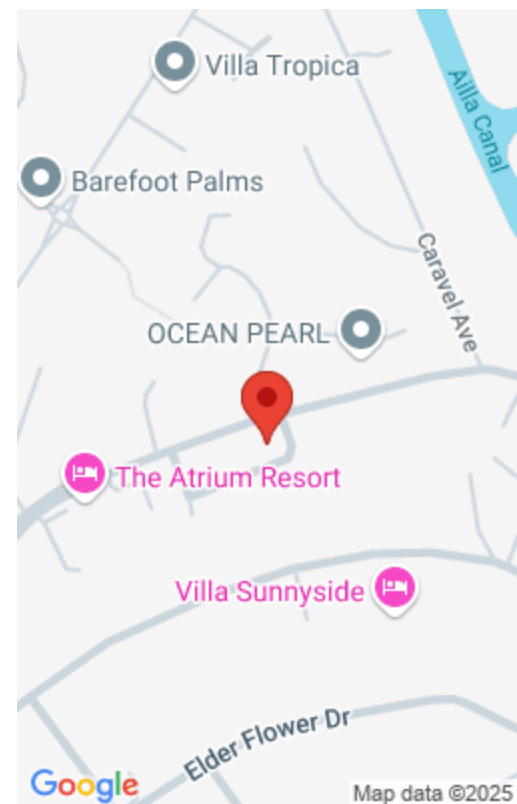 Villa Tropica
Ailla Canal
Barefoot Palms
Caravel Ave
OCEAN PEARL
The Atrium Resort
Villa Sunnyside
Elder Flower Dr
Google
Map data ©2025